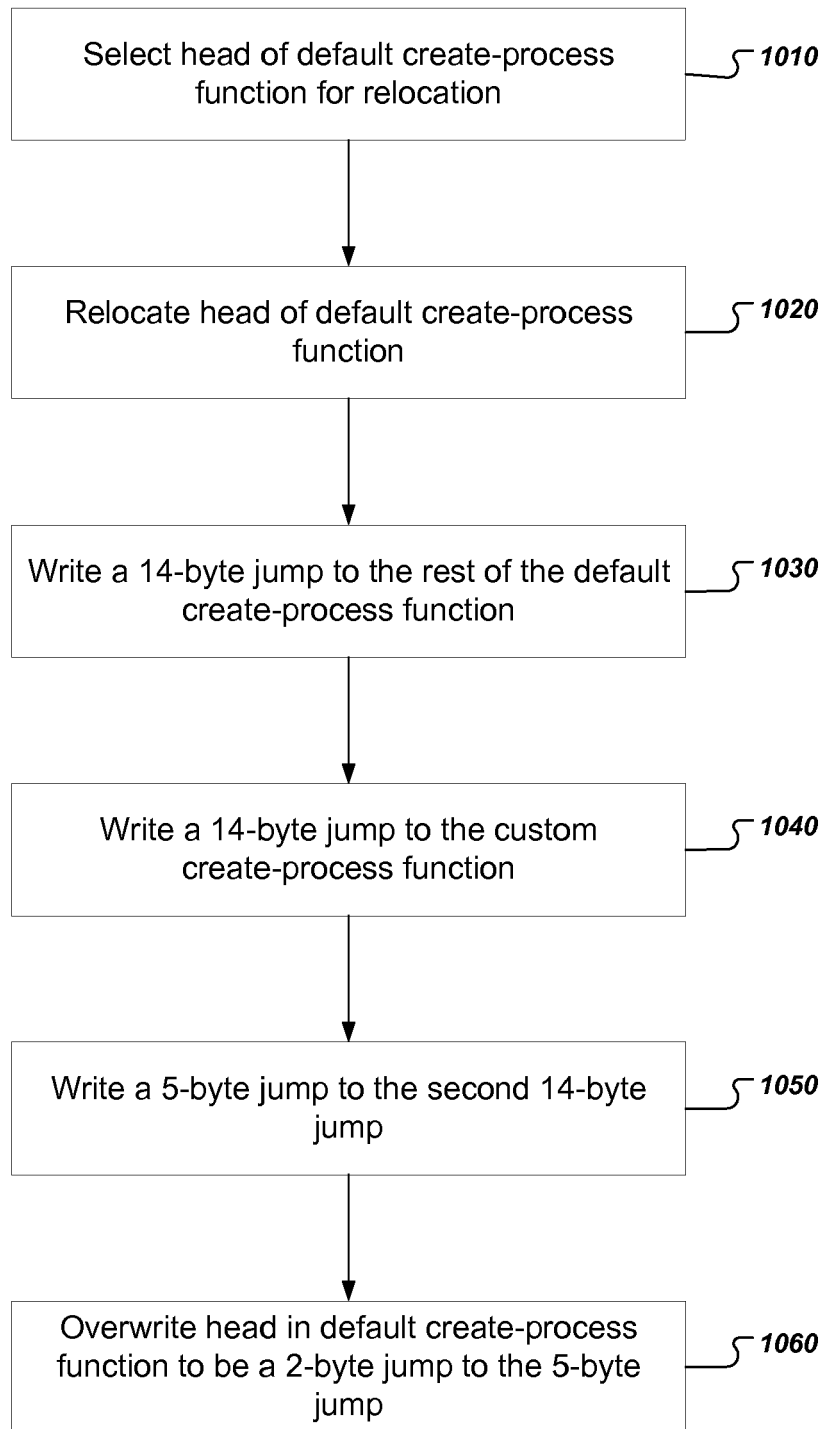 Select head of default create-process
function for relocation
1010
Relocate head of default create-process
function
1020
Write a 14-byte jump to the rest of the default
create-process function
1030
Write a 14-byte jump to the custom
create-process function
1040
Write a 5-byte jump to the second 14-byte
jump
1050
Overwrite head in default create-process
function to be a 2-byte jump to the 5-byte
jump
1060